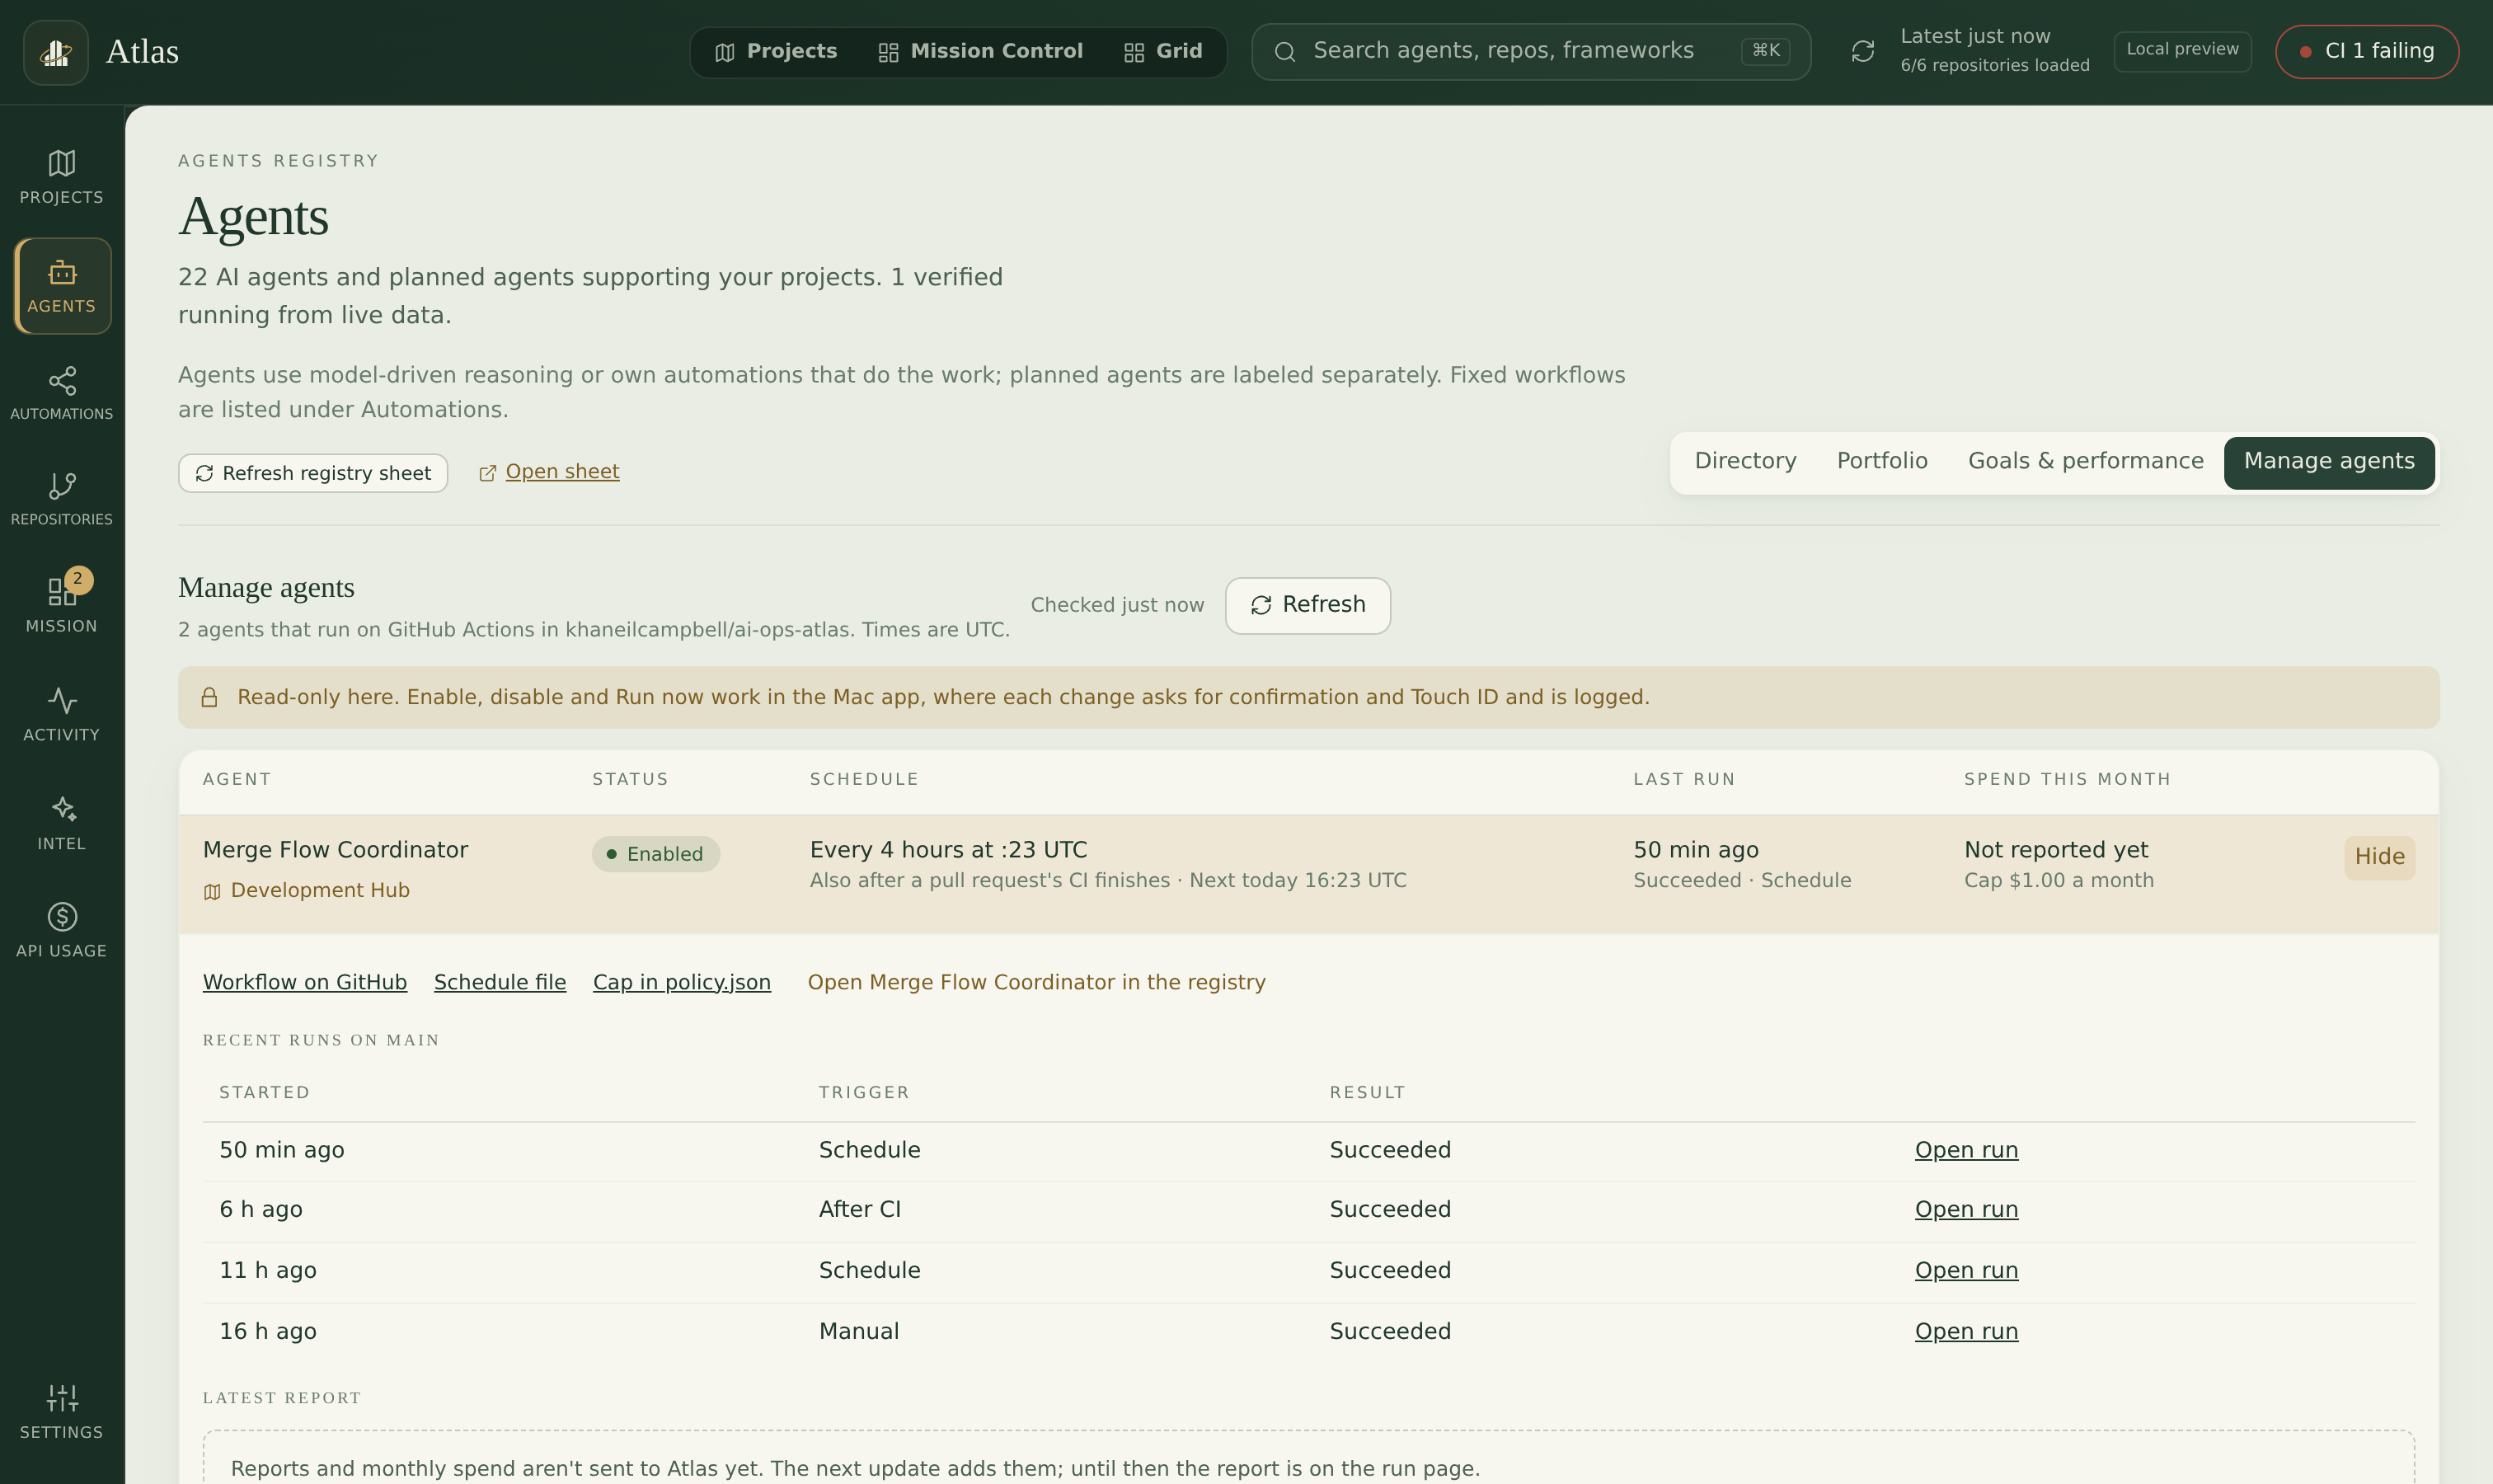 Atlas
Projects
Mission Control
Grid
Search agents, repos, frameworks
⌘K
Latest just now
6/6 repositories loaded
Local preview
CI 1 failing
PROJECTS
AGENTS
AUTOMATIONS
REPOSITORIES
2
MISSION
ACTIVITY
INTEL
API USAGE
SETTINGS
AGENTS REGISTRY
Agents
22 AI agents and planned agents supporting your projects. 1 verified
running from live data.
Agents use model-driven reasoning or own automations that do the work; planned agents are labeled separately. Fixed workflows
are listed under Automations.
Refresh registry sheet
Open sheet
Directory
Portfolio
Goals & performance
Manage agents
Manage agents
2 agents that run on GitHub Actions in khaneilcampbell/ai-ops-atlas. Times are UTC.
Checked just now
Refresh
Read-only here. Enable, disable and Run now work in the Mac app, where each change asks for confirmation and Touch ID and is logged.
AGENT
STATUS
SCHEDULE
LAST RUN
SPEND THIS MONTH
Merge Flow Coordinator
Development Hub
Enabled
Every 4 hours at :23 UTC
Also after a pull request's CI finishes · Next today 16:23 UTC
50 min ago
Succeeded · Schedule
Not reported yet
Cap $1.00 a month
Hide
Workflow on GitHub
Schedule file
Cap in policy.json
Open Merge Flow Coordinator in the registry
RECENT RUNS ON MAIN
STARTED
TRIGGER
RESULT
50 min ago
Schedule
Succeeded
Open run
6 h ago
After CI
Succeeded
Open run
11 h ago
Schedule
Succeeded
Open run
16 h ago
Manual
Succeeded
Open run
LATEST REPORT
Reports and monthly spend aren't sent to Atlas yet. The next update adds them; until then the report is on the run page.